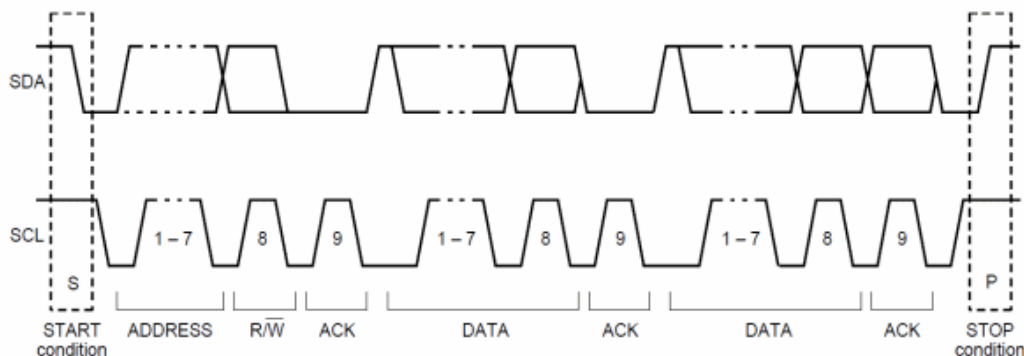 SDA
SCL
1 – 7 8 9 1 – 7 8 9 1 – 7 8 9
S P
START condition ADDRESS R/W̅ ACK DATA ACK DATA ACK STOP condition